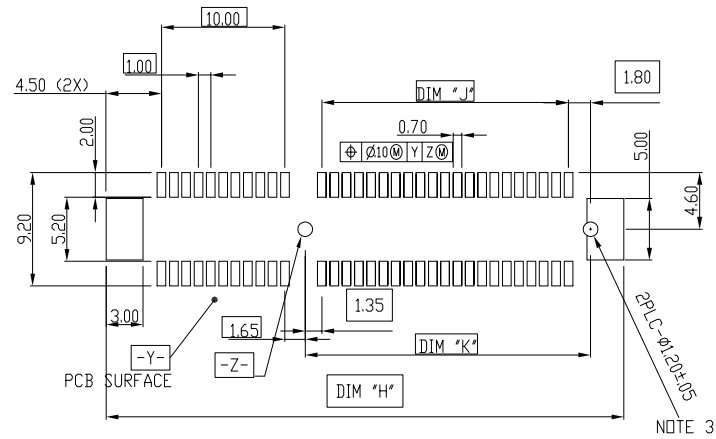 10.00
1.00
1.80
4.50 (2X)
DIM "J"
0.70
2.00
⌖ Ø.10Ⓜ Y ZⓂ
5.00
4.60
9.20
5.20
3.00
1.35
1.65
2PLC-Ø1.20±.05
DIM "K"
-Y-
-Z-
PCB SURFACE
DIM "H"
NOTE 3